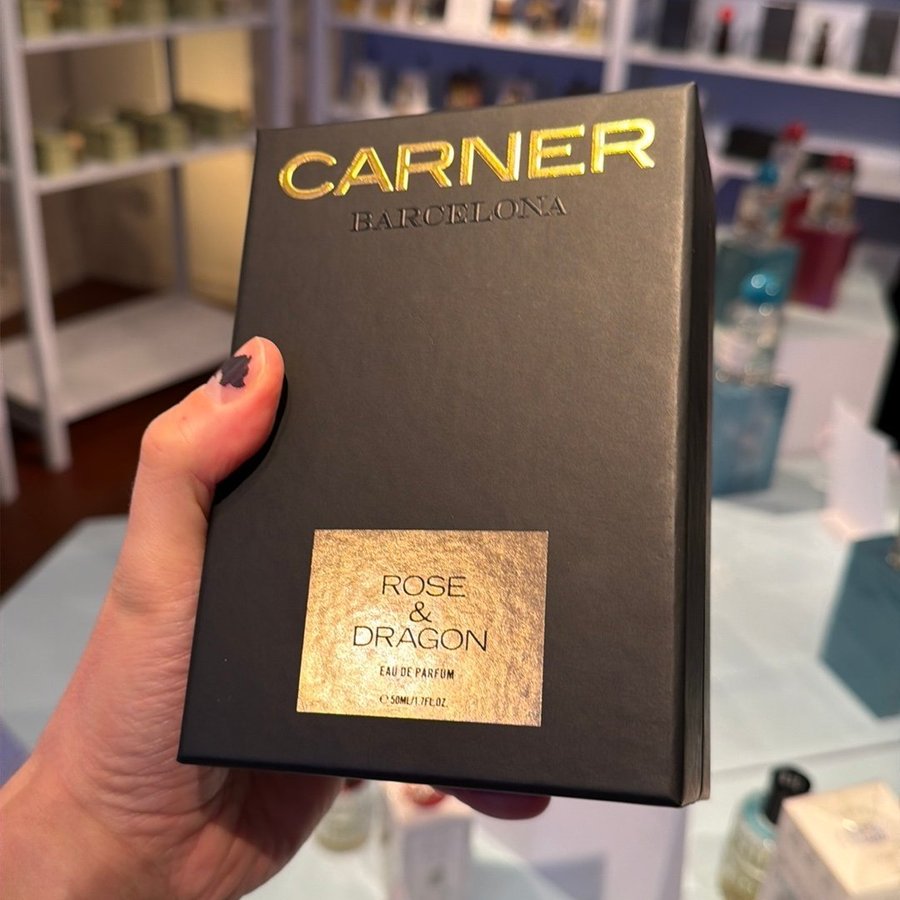 CARNER
BARCELONA
ROSE
&
DRAGON
EAU DE PARFUM
℮ 50ML/1.7FL.OZ.